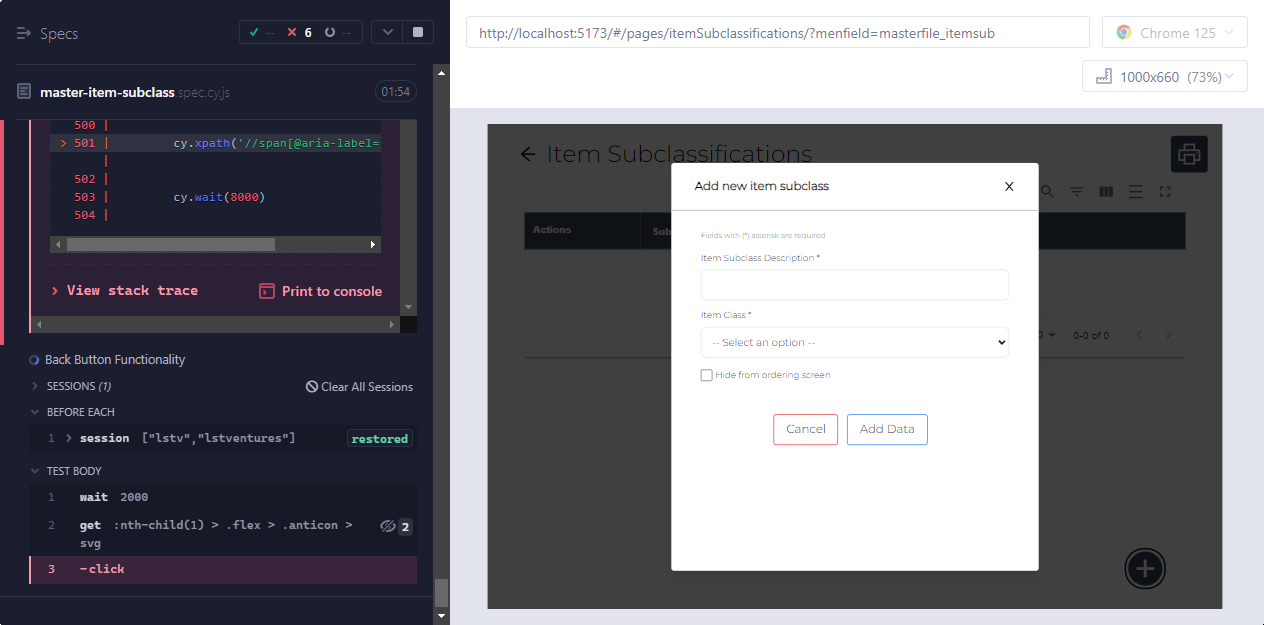 Specs
-- 6 --
master-item-subclass.spec.cy.js
01:54
500 |
> 501 | cy.xpath('//span[@aria-label=
|
502 |
503 | cy.wait(8000)
504 |
> View stack trace
Print to console
Back Button Functionality
SESSIONS (1)
Clear All Sessions
BEFORE EACH
1 > session ["lstv","lstventures"] restored
TEST BODY
1 wait 2000
2 get :nth-child(1) > .flex > .anticon > svg 2
3 -click
http://localhost:5173/#/pages/itemSubclassifications/?menfield=masterfile_itemsub
Chrome 125
1000x660 (73%)
Item Subclassifications
Actions
Sub
0-0 of 0
Add new item subclass
X
Fields with (*) asterisk are required
Item Subclass Description *
Item Class *
-- Select an option --
Hide from ordering screen
Cancel
Add Data